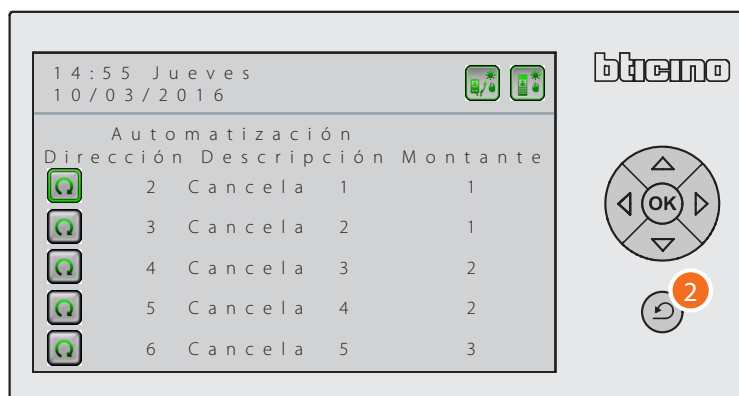 14:55 Jueves
10/03/2016
bticino
Automatización
Dirección Descripción Montante
2 Cancela 1 1
3 Cancela 2 1
4 Cancela 3 2
5 Cancela 4 2
6 Cancela 5 3
OK
2